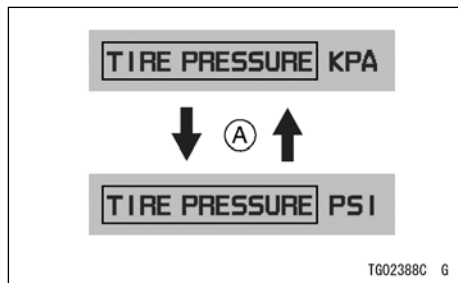 TIRE PRESSURE KPA
A
TIRE PRESSURE PSI
TG02388C G